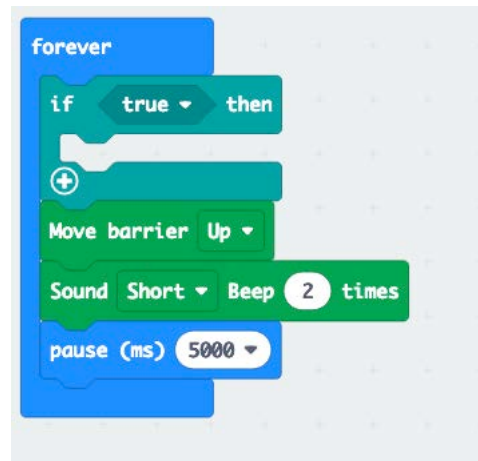 forever
if true then
Move barrier Up
Sound Short Beep 2 times
pause (ms) 5000